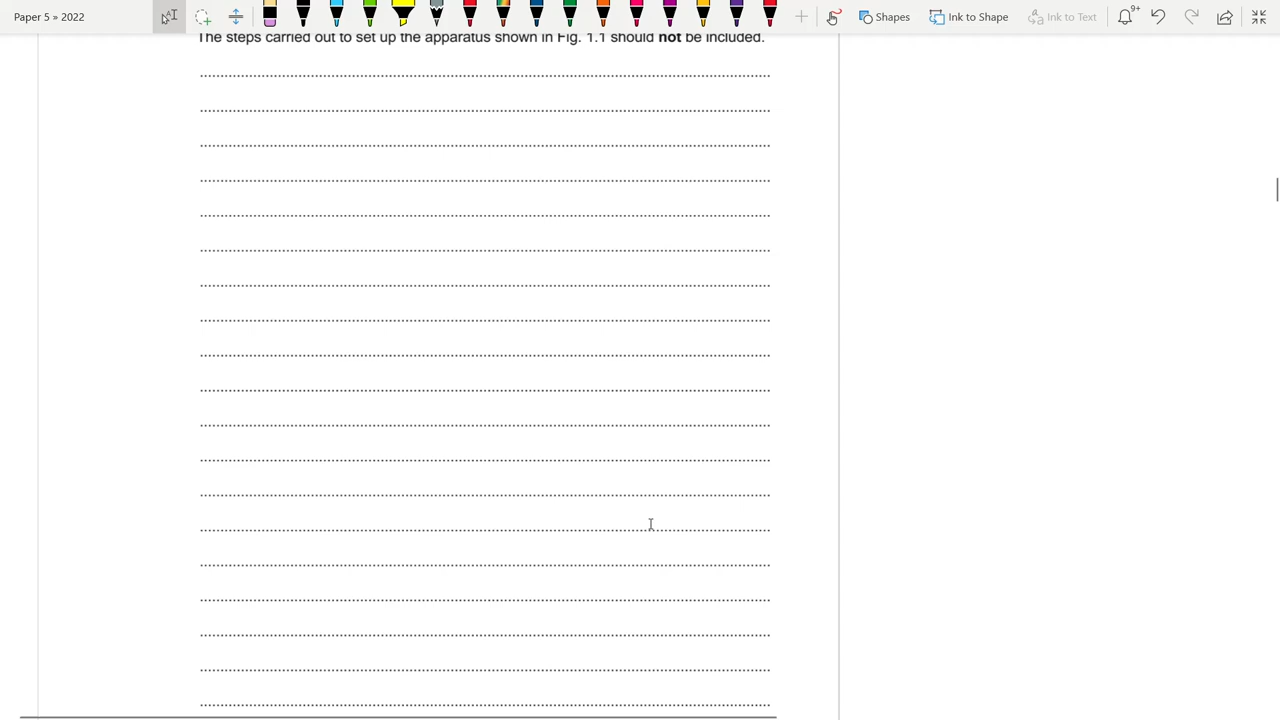 Paper 5 » 2022
Shapes
Ink to Shape
Ink to Text
9+
The steps carried out to set up the apparatus shown in Fig. 1.1 should not be included.